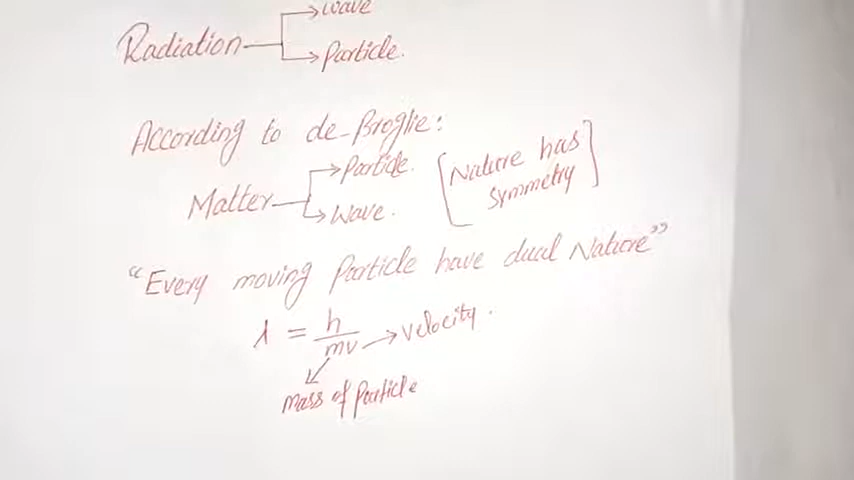 wave
Radiation
Particle.
According to de-Broglie:
Particle.
Matter
Wave.
[Nature has symmetry]
"Every moving Particle have dual Nature"
λ = h/mv → velocity.
mass of particle